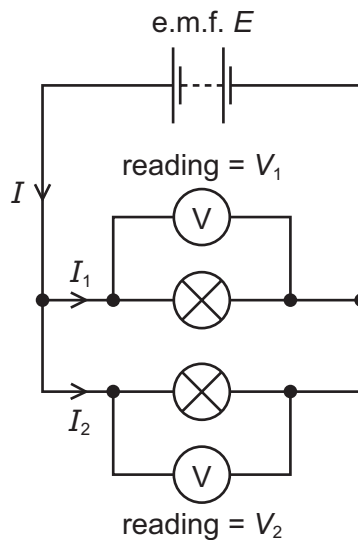 e.m.f. E
reading = V₁
I
V
I₁
I₂
V
reading = V₂